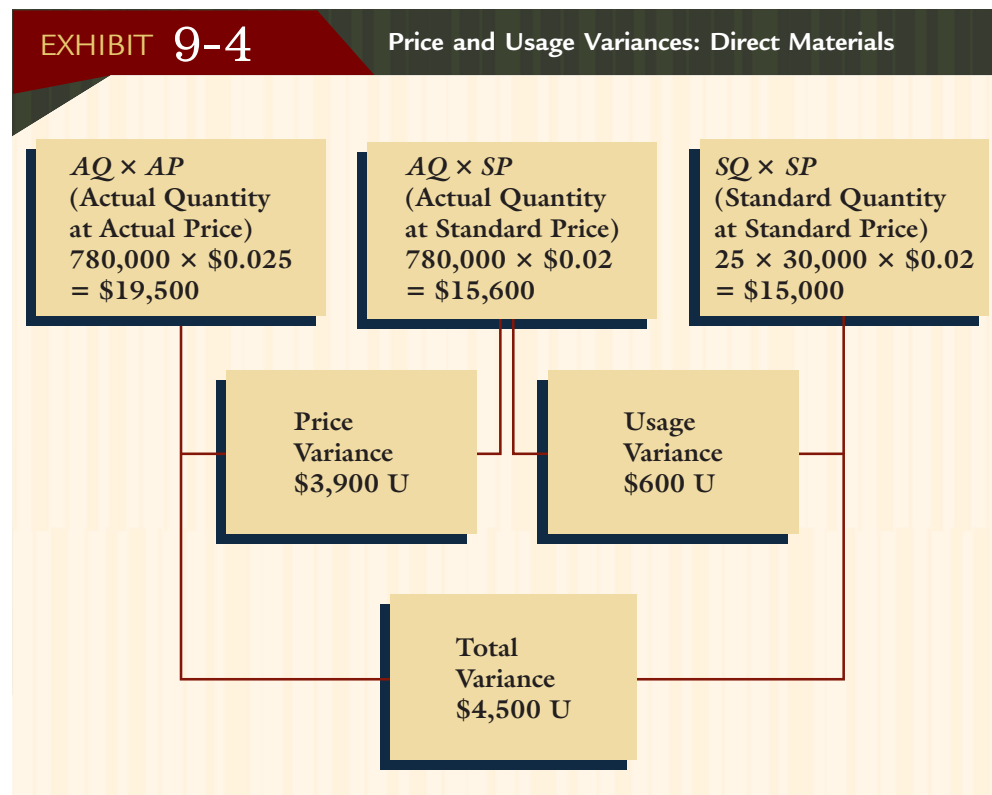 EXHIBIT 9-4
Price and Usage Variances: Direct Materials
AQ × AP
(Actual Quantity
at Actual Price)
780,000 × $0.025
= $19,500
AQ × SP
(Actual Quantity
at Standard Price)
780,000 × $0.02
= $15,600
SQ × SP
(Standard Quantity
at Standard Price)
25 × 30,000 × $0.02
= $15,000
Price
Variance
$3,900 U
Usage
Variance
$600 U
Total
Variance
$4,500 U